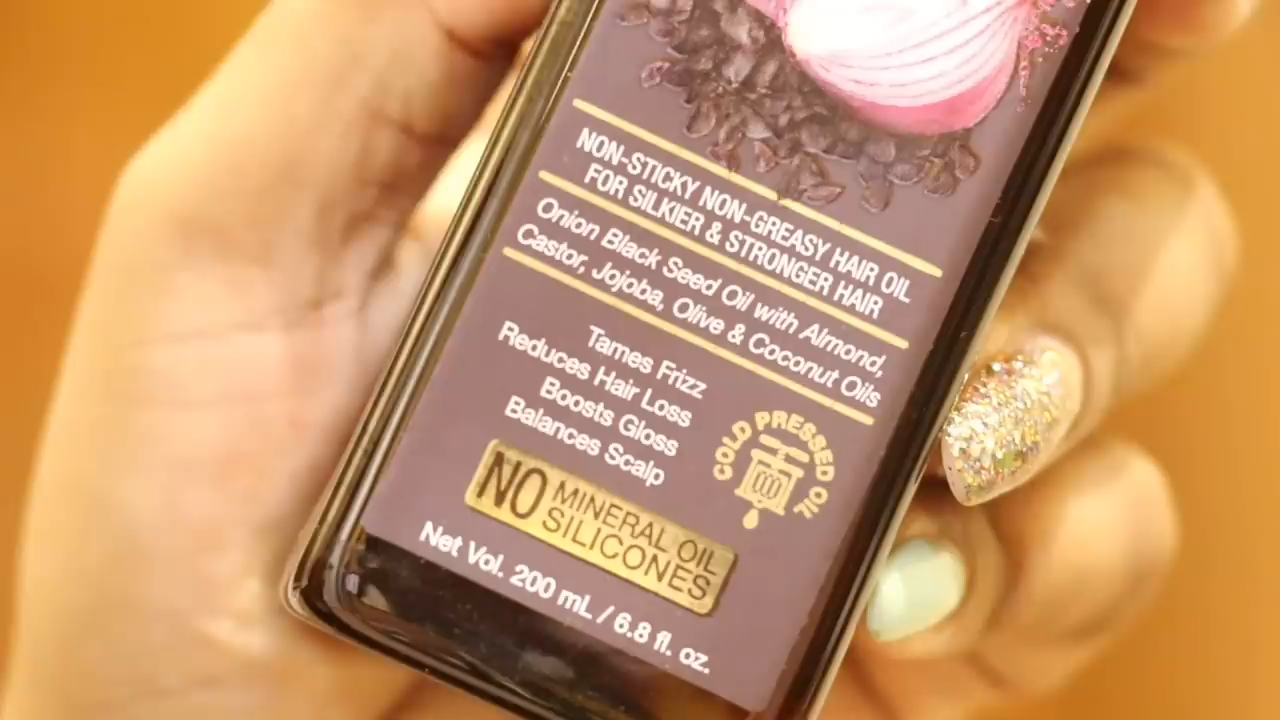 NON-STICKY NON-GREASY HAIR OIL
FOR SILKIER & STRONGER HAIR
Onion Black Seed Oil with Almond,
Castor, Jojoba, Olive & Coconut Oils
Tames Frizz
Reduces Hair Loss
Boosts Gloss
Balances Scalp
COLD PRESSED OIL
NO MINERAL OIL
SILICONES
Net Vol. 200 mL / 6.8 fl. oz.